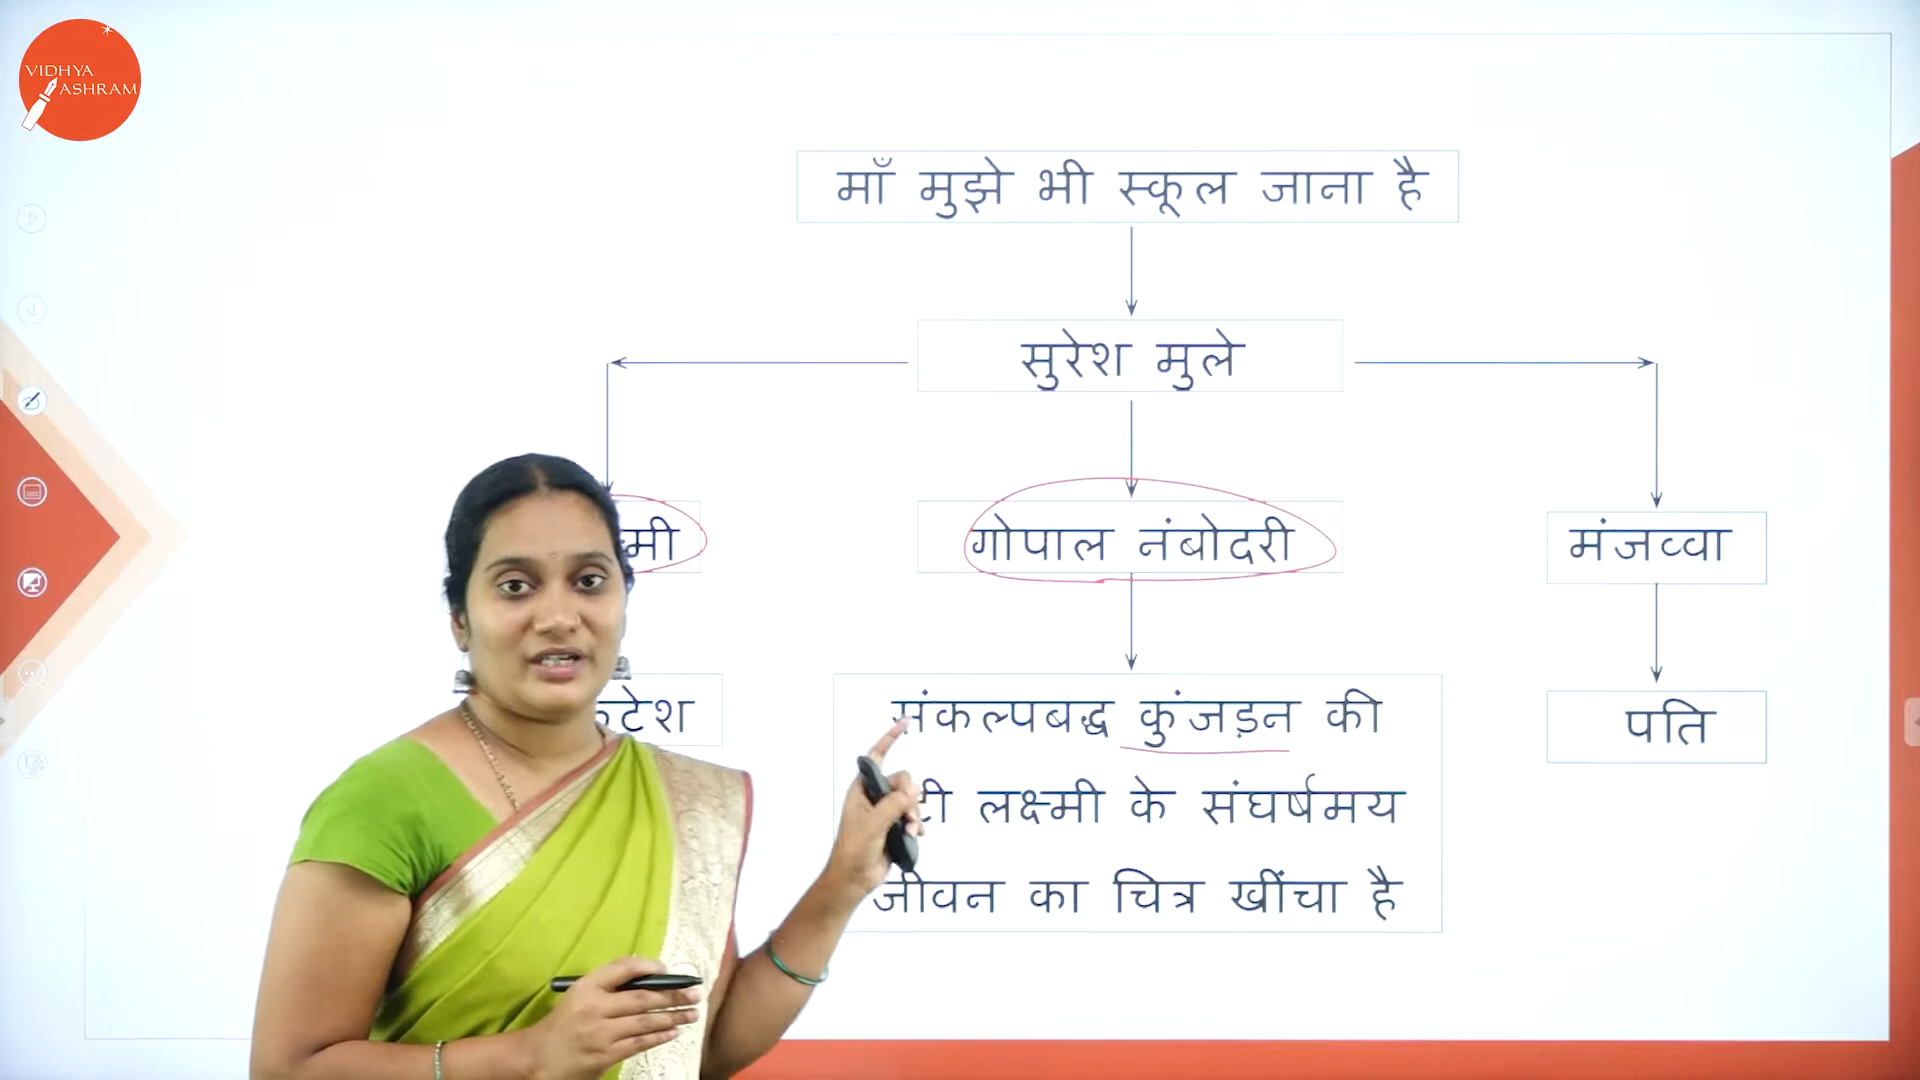 VIDHYA
ASHRAM
माँ मुझे भी स्कूल जाना है
सुरेश मुले
गोपाल नंबोदरी
मंजव्वा
संकल्पबद्ध कुंजड़न की
लक्ष्मी के संघर्षमय
जीवन का चित्र खींचा है
पति